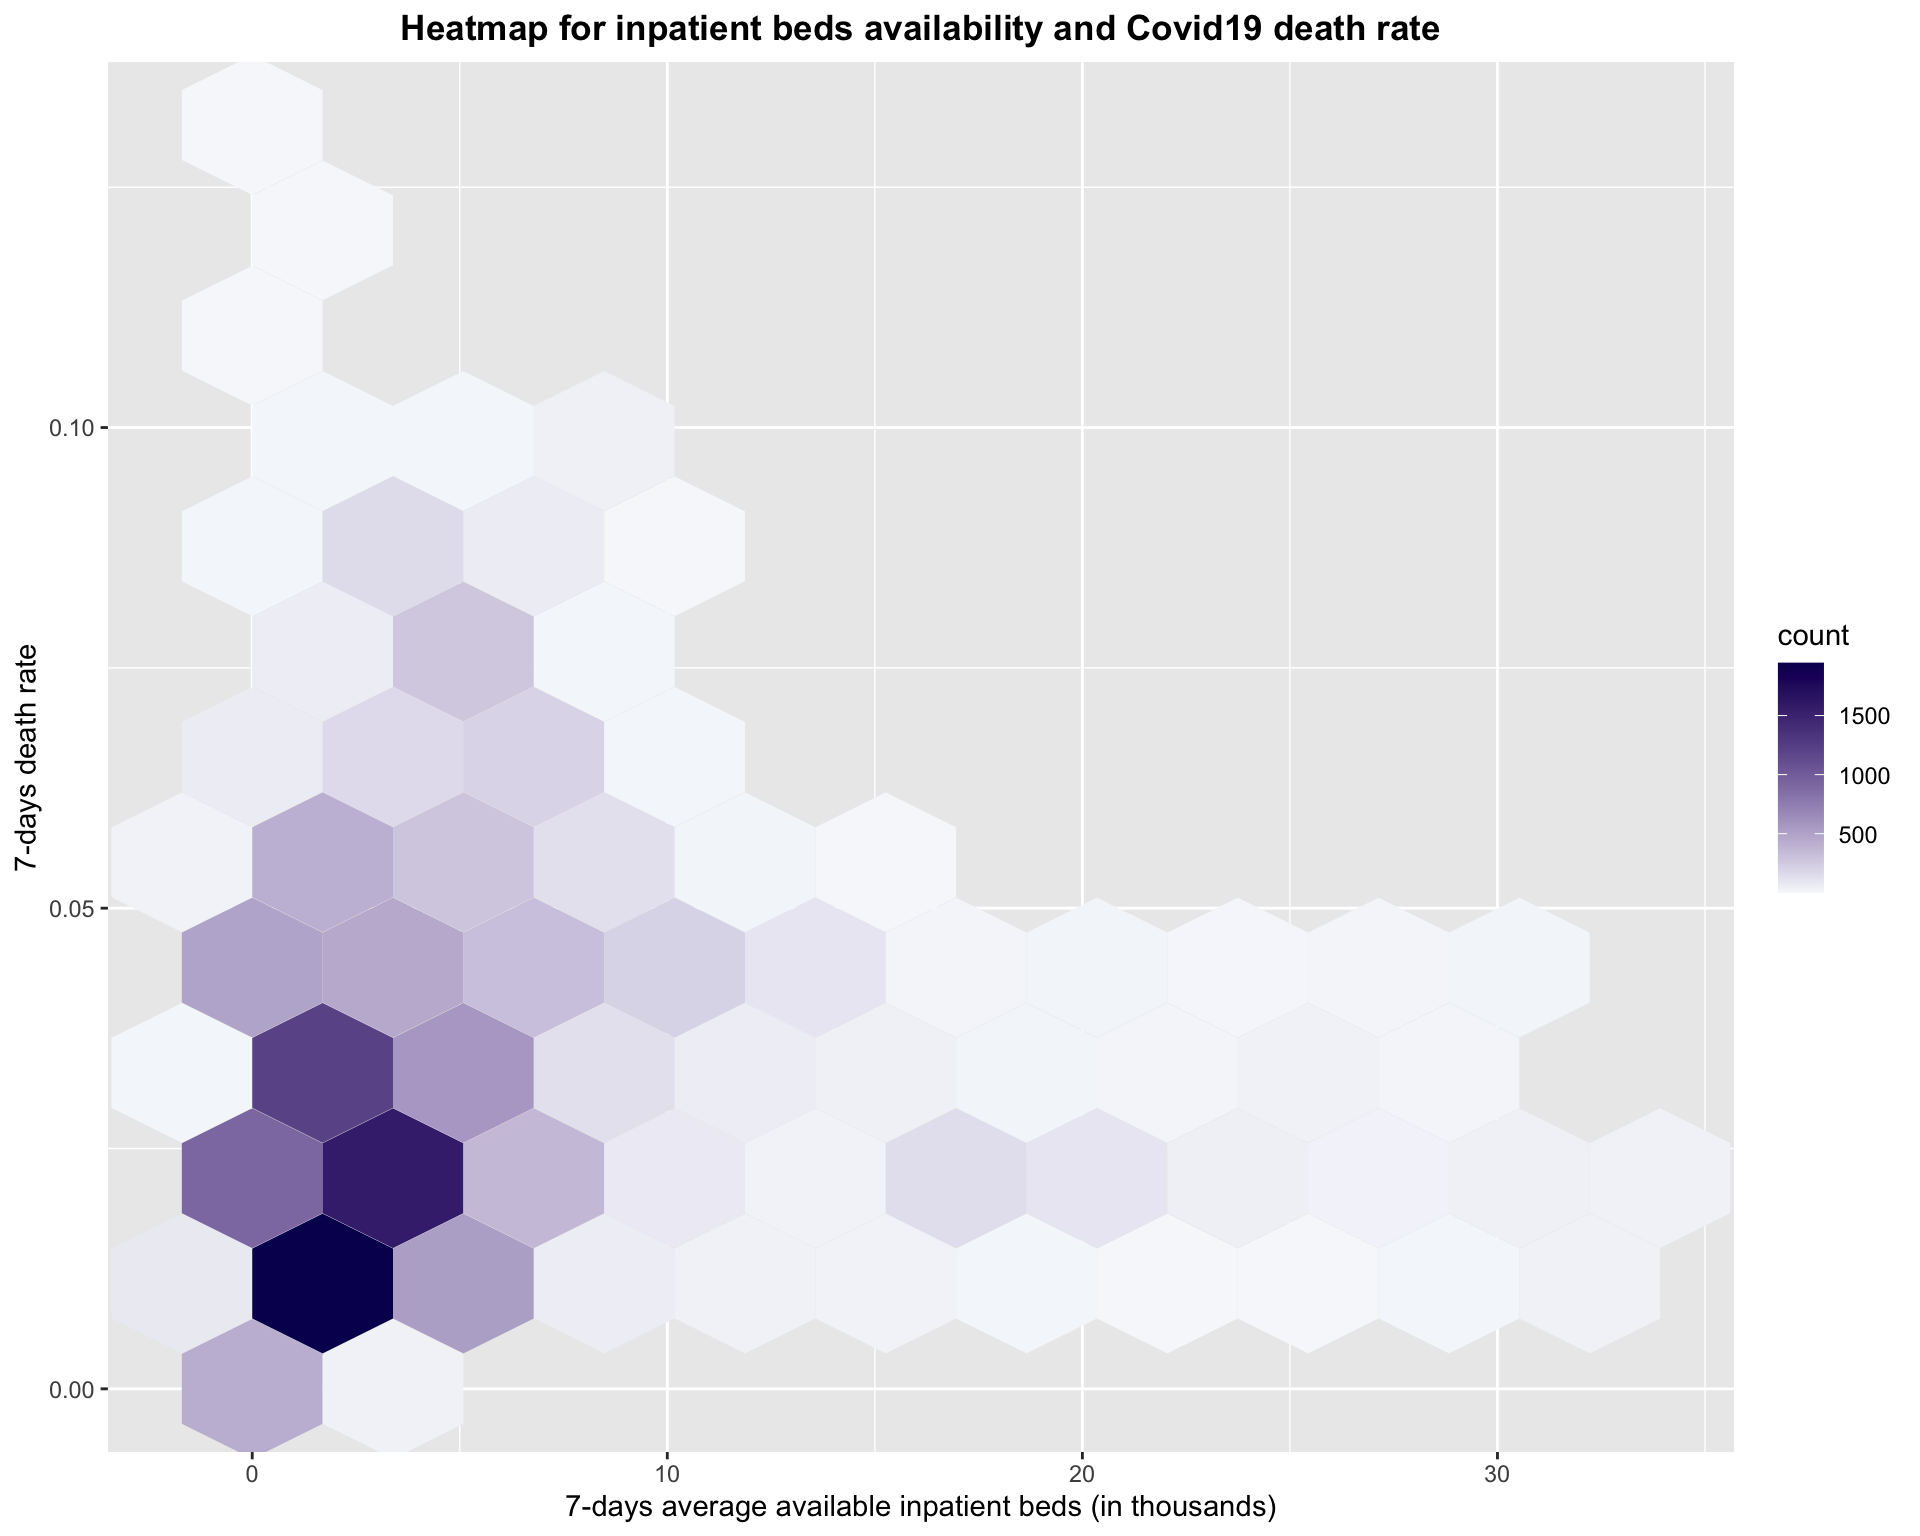 Heatmap for inpatient beds availability and Covid19 death rate
0.10
0.05
0.00
7-days death rate
0
10
20
30
7-days average available inpatient beds (in thousands)
count
1500
1000
500